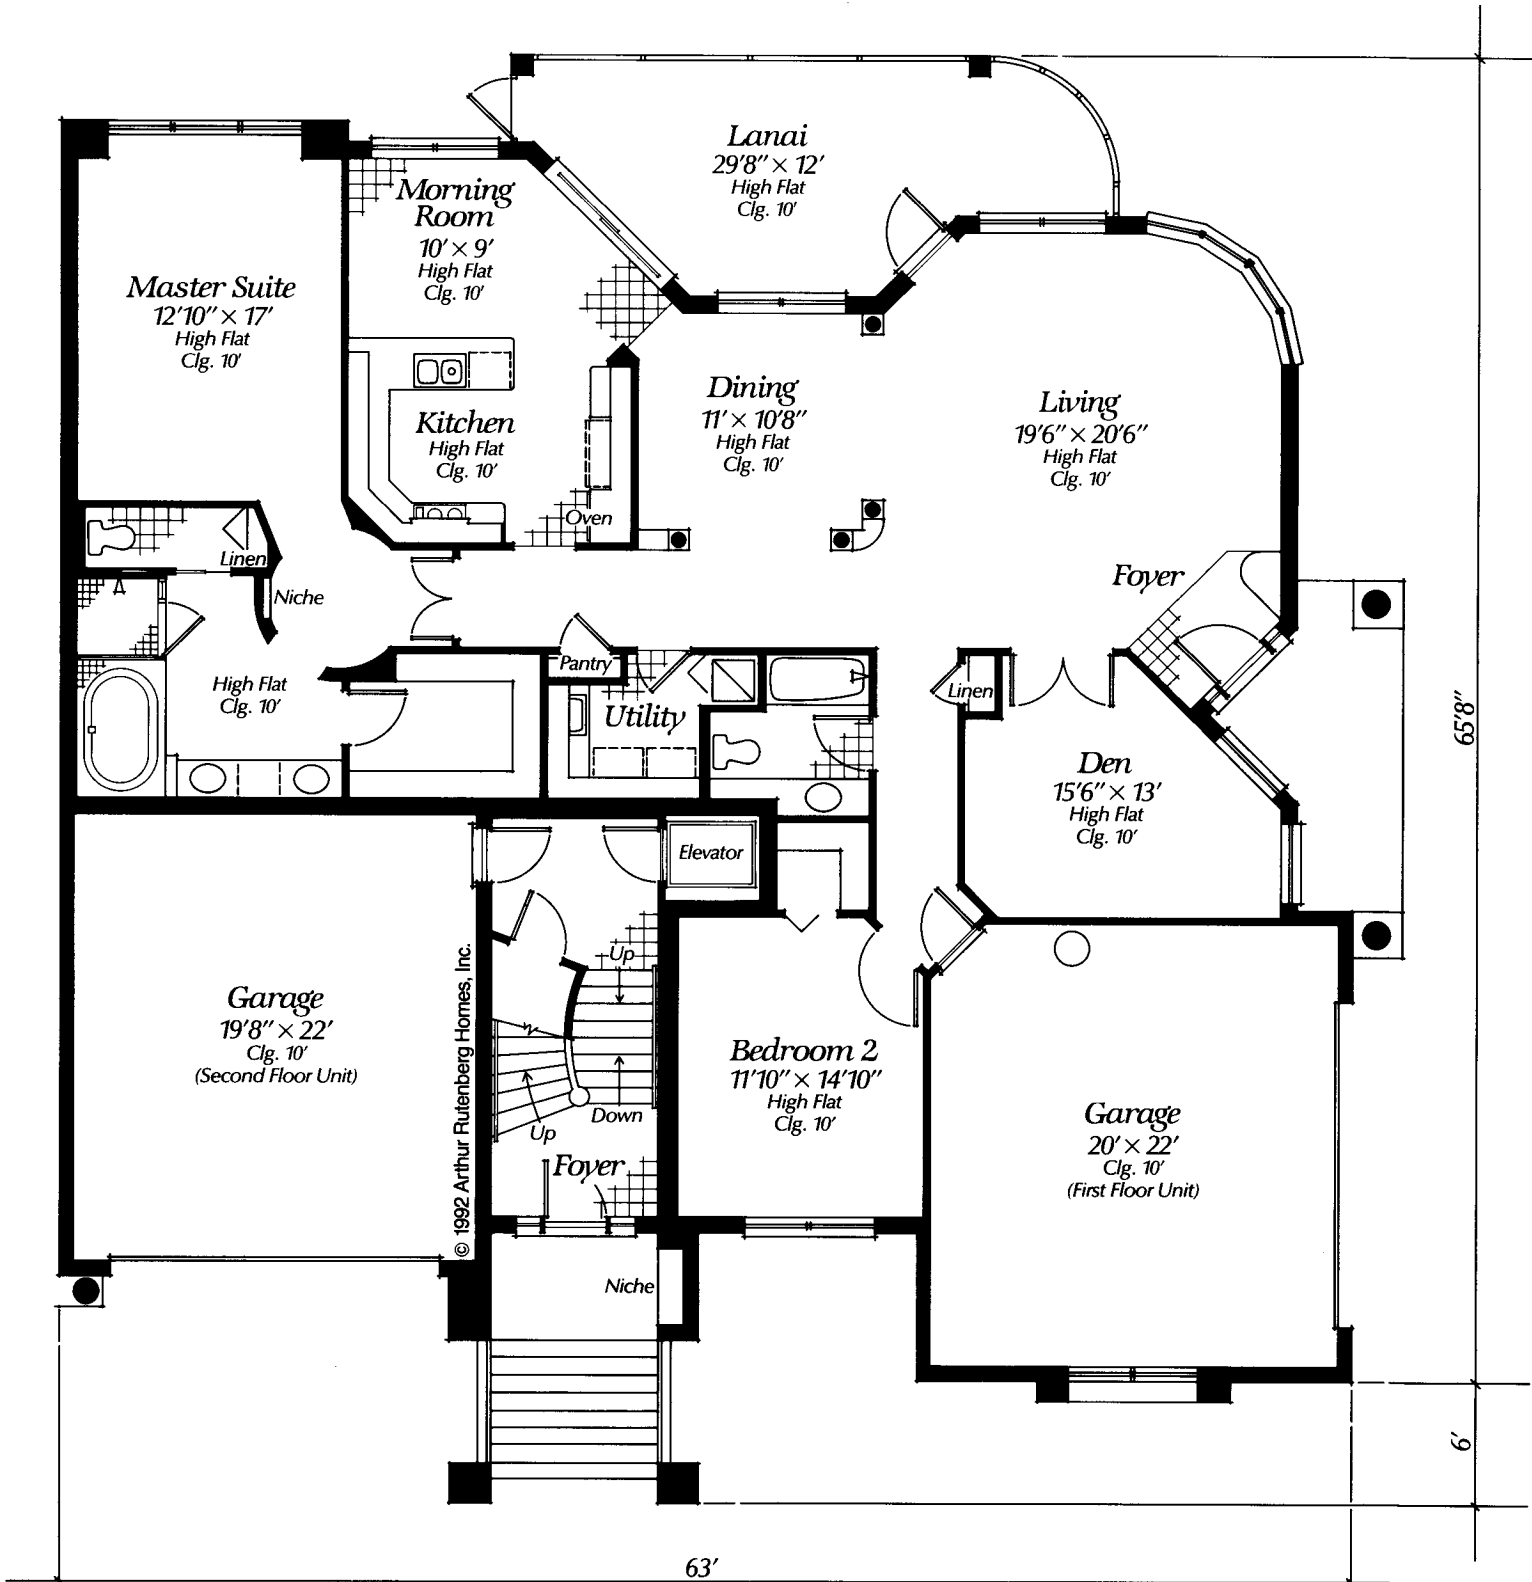 Lanai
29'8" × 12'
High Flat
Clg. 10'
Morning
Room
10' × 9'
High Flat
Clg. 10'
Master Suite
12'10" × 17'
High Flat
Clg. 10'
Dining
11' × 10'8"
High Flat
Clg. 10'
Living
19'6" × 20'6"
High Flat
Clg. 10'
Kitchen
High Flat
Clg. 10'
Oven
Linen
Niche
Foyer
Pantry
Linen
High Flat
Clg. 10'
Utility
65'8"
Den
15'6" × 13'
High Flat
Clg. 10'
Elevator
Up
Garage
19'8" × 22'
Clg. 10'
(Second Floor Unit)
© 1992 Arthur Rutenberg Homes, Inc.
Bedroom 2
11'10" × 14'10"
High Flat
Clg. 10'
Down
Up
Foyer
Garage
20' × 22'
Clg. 10'
(First Floor Unit)
Niche
6'
63'